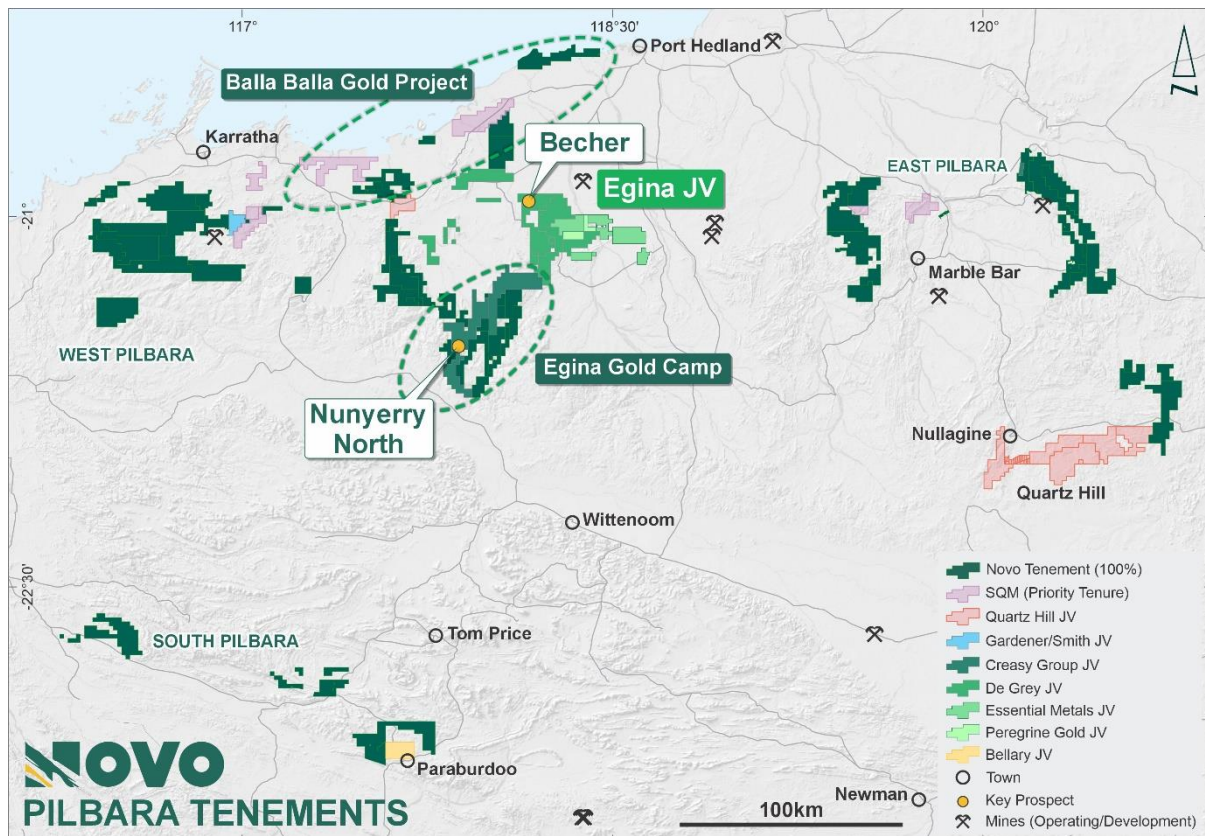 117°
118°30'
120°
Port Hedland
Balla Balla Gold Project
Karratha
Becher
Egina JV
EAST PILBARA
-21°
Marble Bar
WEST PILBARA
Egina Gold Camp
Nunyerry
North
Nullagine
Quartz Hill
Wittenoom
-22°30'
SOUTH PILBARA
Tom Price
Paraburdoo
Newman
N
Novo Tenement (100%)
SQM (Priority Tenure)
Quartz Hill JV
Gardener/Smith JV
Creasy Group JV
De Grey JV
Essential Metals JV
Peregrine Gold JV
Bellary JV
Town
Key Prospect
Mines (Operating/Development)
NOVO
PILBARA TENEMENTS
100km